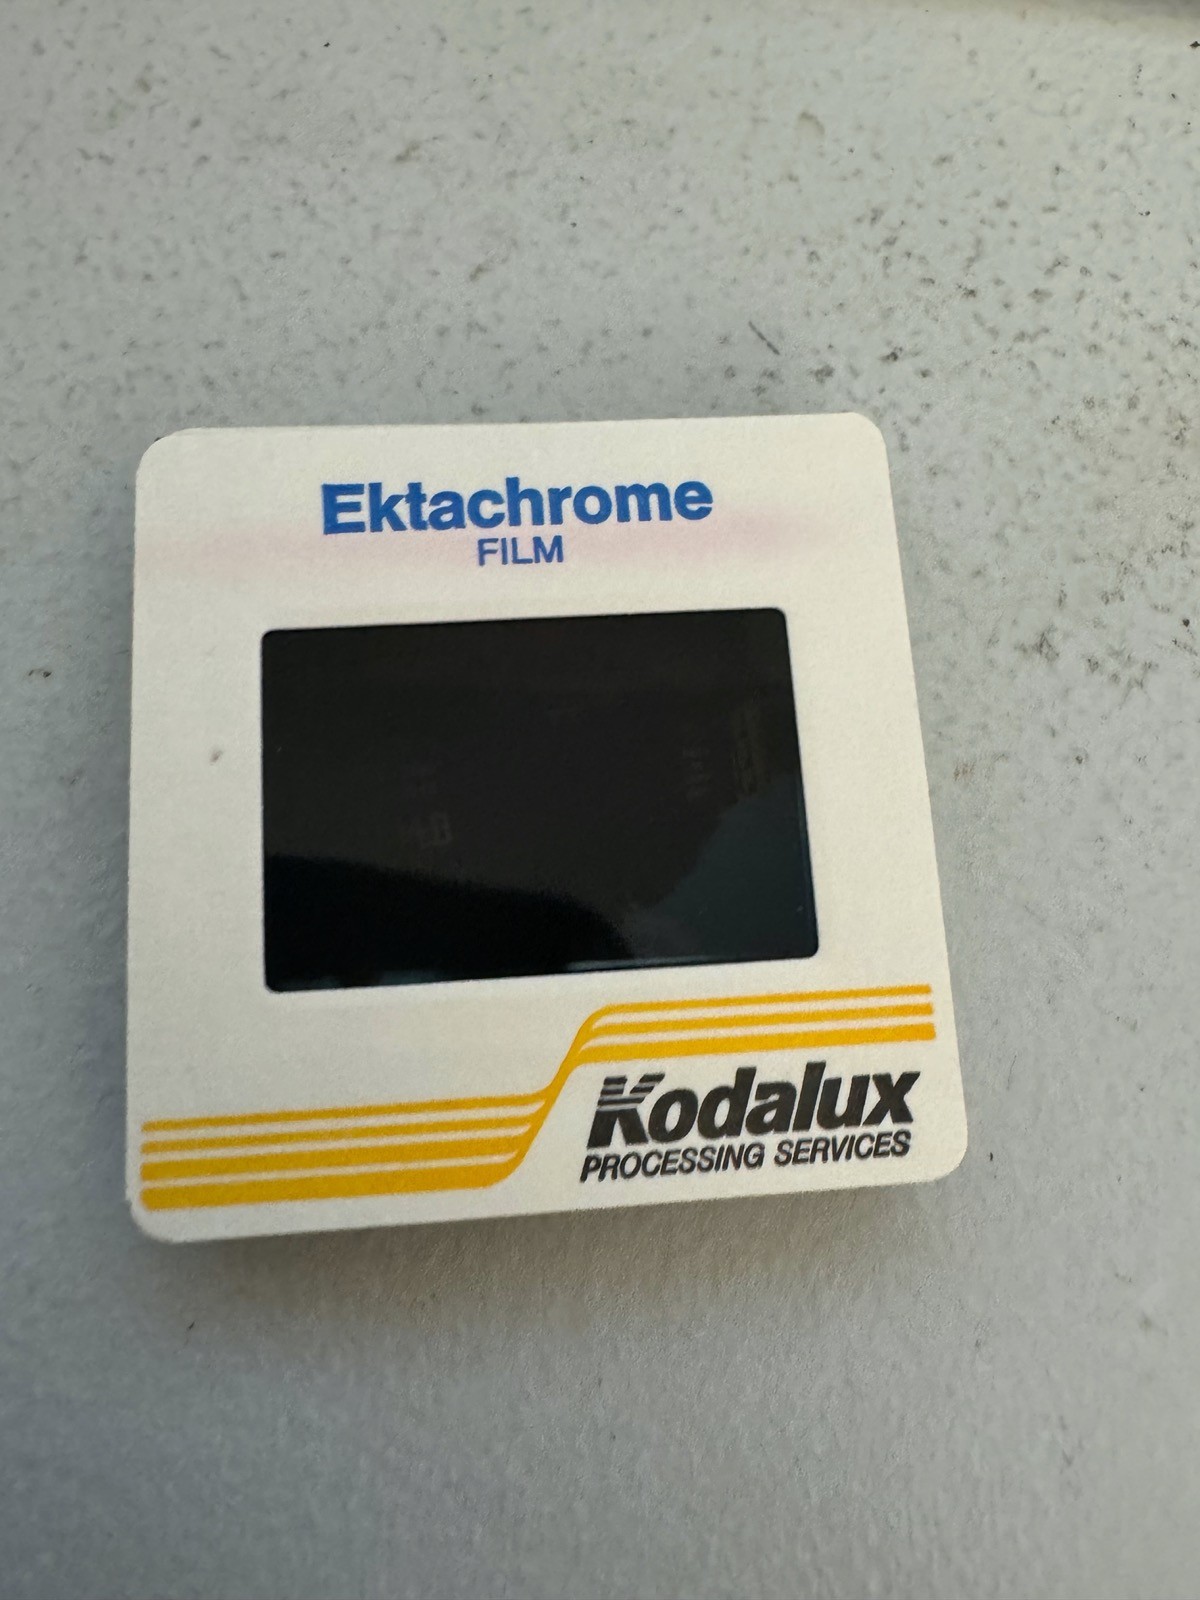 Ektachrome
FILM
Kodalux
PROCESSING SERVICES